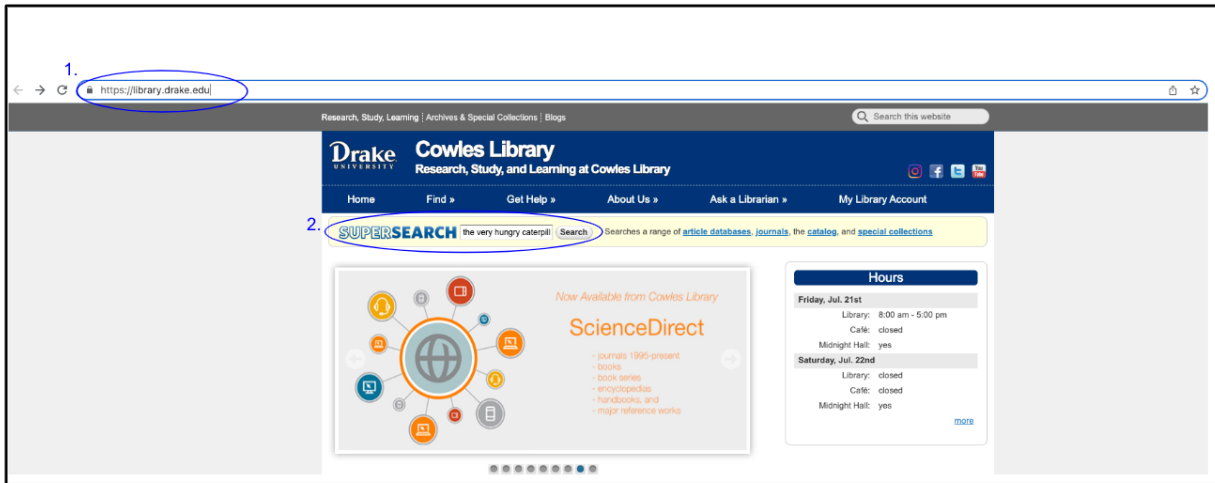 1.
https://library.drake.edu
Research, Study, Learning | Archives & Special Collections | Blogs
Search this website
Drake
UNIVERSITY
Cowles Library
Research, Study, and Learning at Cowles Library
You
Tube
Home Find » Get Help » About Us » Ask a Librarian » My Library Account
2.
SUPERSEARCH the very hungry caterpill Search Searches a range of article databases, journals, the catalog, and special collections
Now Available from Cowles Library
ScienceDirect
- journals 1995-present
- books
- book series
- encyclopedias
- handbooks, and
- major reference works
Hours
Friday, Jul. 21st
Library: 8:00 am - 5:00 pm
Café: closed
Midnight Hall: yes
Saturday, Jul. 22nd
Library: closed
Café: closed
Midnight Hall: yes
more